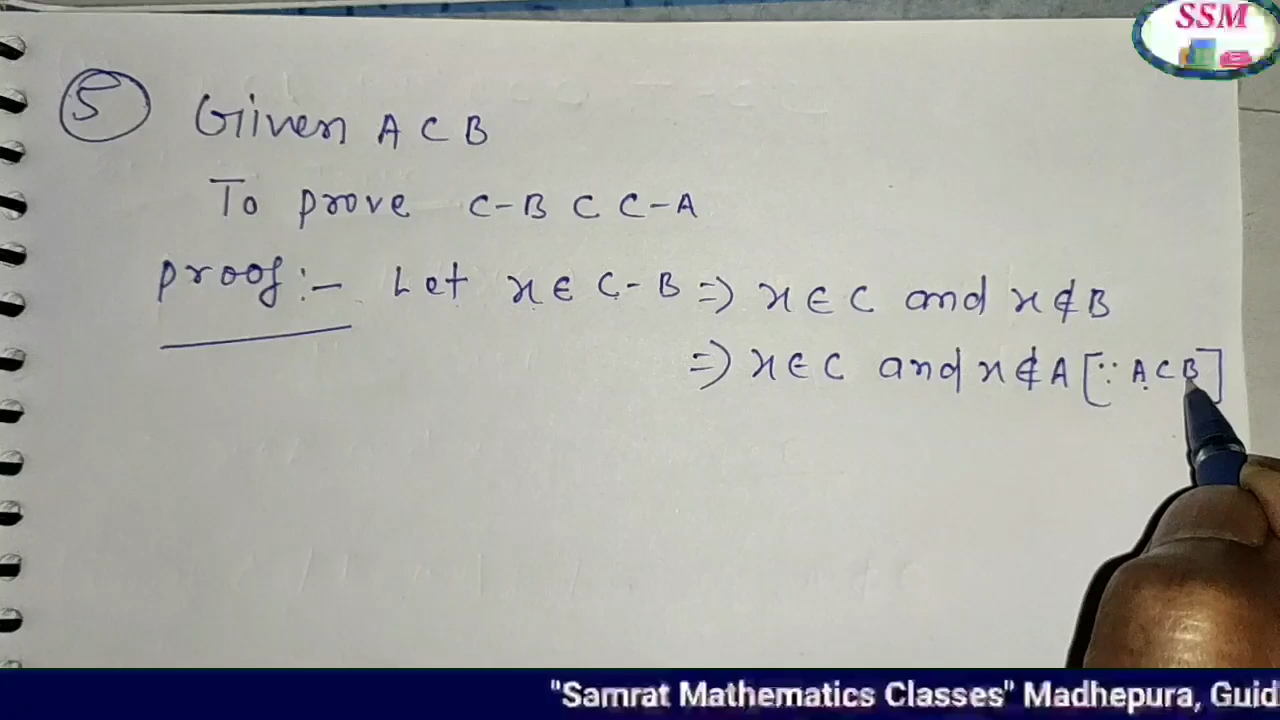 SSM
5 Given A ⊂ B
To prove C-B ⊂ C-A
Proof:- Let x ∈ C-B => x ∈ C and x ∉ B
=> x ∈ C and x ∉ A [∵ A ⊂ B]
"Samrat Mathematics Classes" Madhepura, Guid